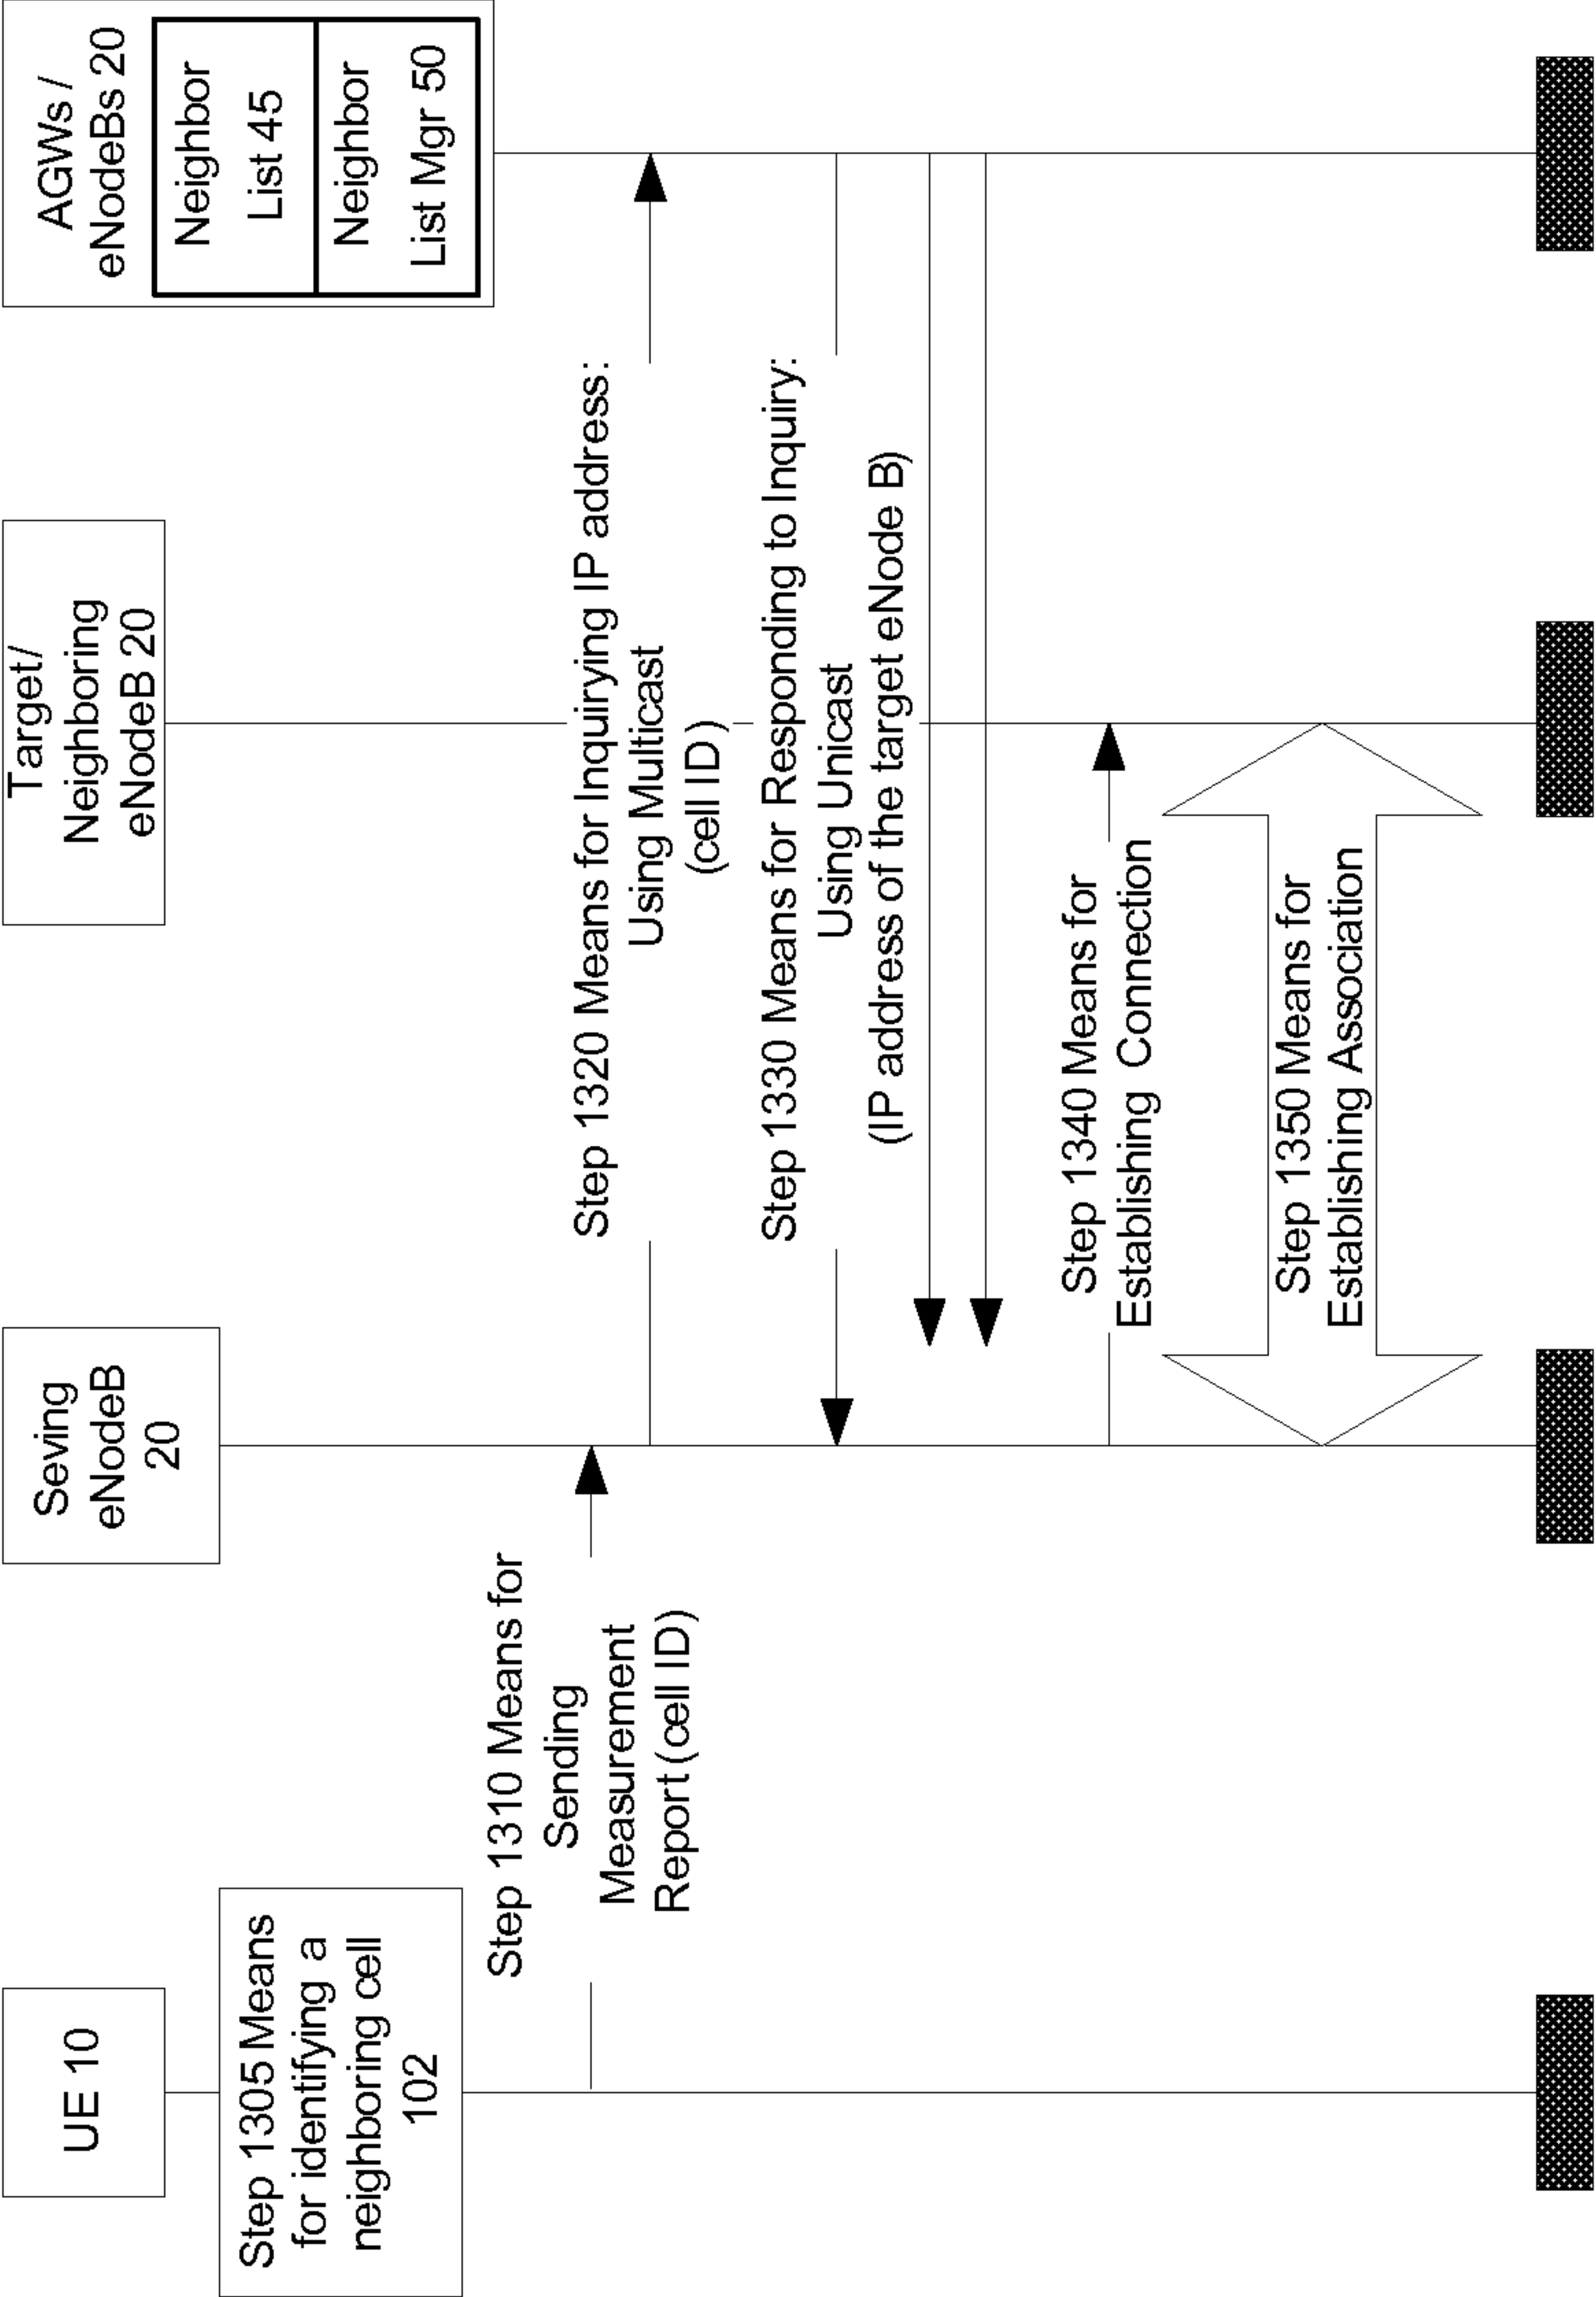 UE 10
Seving
eNodeB
20
Target/
Neighboring
eNodeB 20
AGWs /
eNodeBs 20
Neighbor
List 45
Neighbor
List Mgr 50
Step 1305 Means
for identifying a
neighboring cell
102
Step 1310 Means for
Sending
Measurement
Report (cell ID)
Step 1320 Means for Inquirying IP address:
Using Multicast
(cell ID)
Step 1330 Means for Responding to Inquiry:
Using Unicast
(IP address of the target eNode B)
Step 1340 Means for
Establishing Connection
Step 1350 Means for
Establishing Association